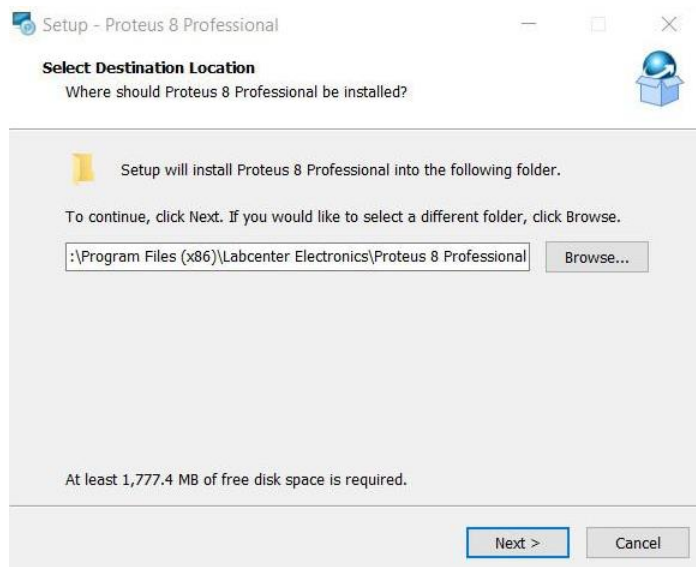 Setup - Proteus 8 Professional
Select Destination Location
Where should Proteus 8 Professional be installed?
Setup will install Proteus 8 Professional into the following folder.
To continue, click Next. If you would like to select a different folder, click Browse.
:\Program Files (x86)\Labcenter Electronics\Proteus 8 Professional
Browse...
At least 1,777.4 MB of free disk space is required.
Next >
Cancel